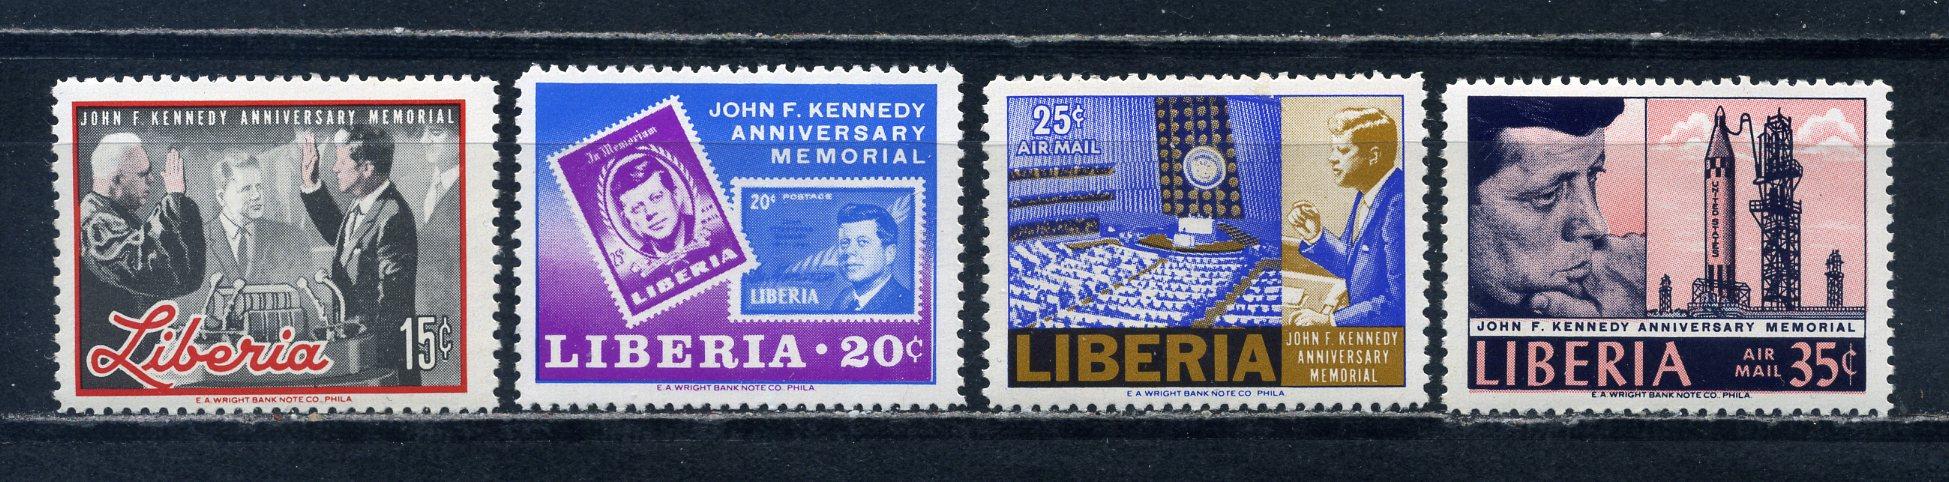 JOHN F. KENNEDY ANNIVERSARY MEMORIAL
Liberia
15¢
E.A. WRIGHT BANK NOTE CO. PHILA.
JOHN F. KENNEDY
ANNIVERSARY
MEMORIAL
In Memoriam
25¢
LIBERIA
20¢ POSTAGE
LIBERIA
LIBERIA · 20¢
E.A. WRIGHT BANK NOTE CO. PHILA.
25¢
AIR MAIL
LIBERIA
JOHN F. KENNEDY
ANNIVERSARY
MEMORIAL
E.A. WRIGHT BANK NOTE CO. PHILA.
UNITED STATES
JOHN F. KENNEDY ANNIVERSARY MEMORIAL
LIBERIA
AIR
MAIL
35¢
E.A. WRIGHT BANK NOTE CO., PHILA.